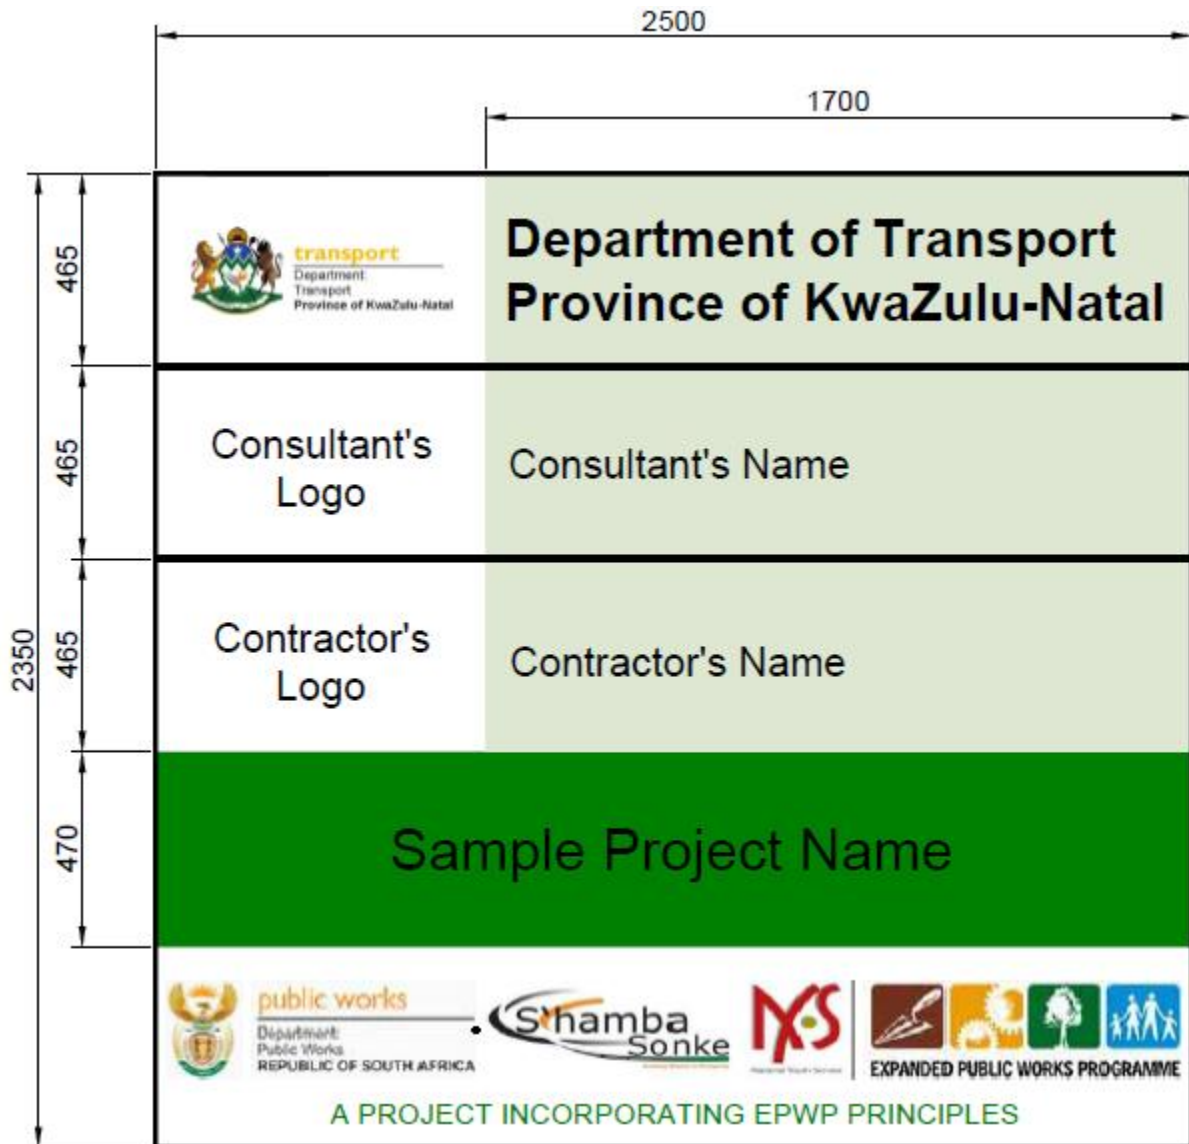 2500
1700
465
transport
Department:
Transport
Province of KwaZulu-Natal
Department of Transport
Province of KwaZulu-Natal
465
Consultant's
Logo
Consultant's Name
465
Contractor's
Logo
Contractor's Name
2350
470
Sample Project Name
public works
Department:
Public Works
REPUBLIC OF SOUTH AFRICA
S'hamba
Sonke
NYS
EXPANDED PUBLIC WORKS PROGRAMME
A PROJECT INCORPORATING EPWP PRINCIPLES